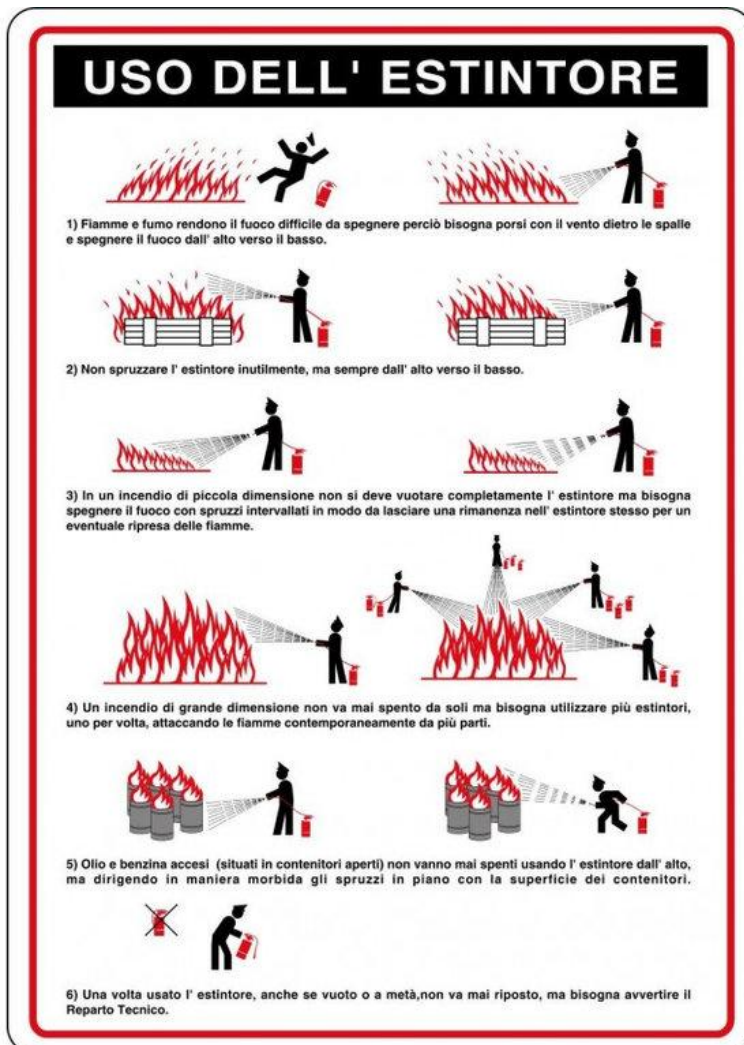 USO DELL' ESTINTORE
1) Fiamme e fumo rendono il fuoco difficile da spegnere perciò bisogna porsi con il vento dietro le spalle
e spegnere il fuoco dall' alto verso il basso.
2) Non spruzzare l' estintore inutilmente, ma sempre dall' alto verso il basso.
3) In un incendio di piccola dimensione non si deve vuotare completamente l' estintore ma bisogna
spegnere il fuoco con spruzzi intervallati in modo da lasciare una rimanenza nell' estintore stesso per un
eventuale ripresa delle fiamme.
4) Un incendio di grande dimensione non va mai spento da soli ma bisogna utilizzare più estintori,
uno per volta, attaccando le fiamme contemporaneamente da più parti.
5) Olio e benzina accesi (situati in contenitori aperti) non vanno mai spenti usando l' estintore dall' alto,
ma dirigendo in maniera morbida gli spruzzi in piano con la superficie dei contenitori.
6) Una volta usato l' estintore, anche se vuoto o a metà,non va mai riposto, ma bisogna avvertire il
Reparto Tecnico.